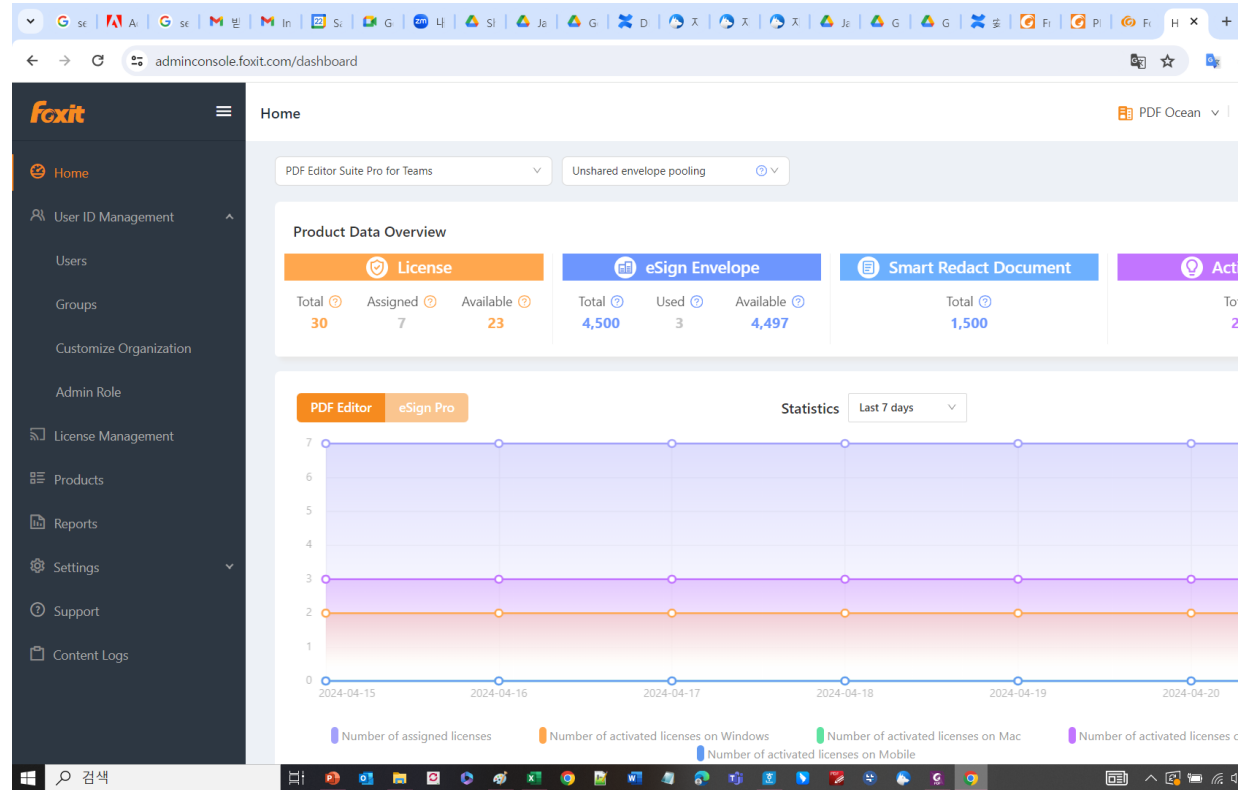 adminconsole.foxit.com/dashboard
Foxit
Home
PDF Ocean
Home
User ID Management
Users
Groups
Customize Organization
Admin Role
License Management
Products
Reports
Settings
Support
Content Logs
PDF Editor Suite Pro for Teams
Unshared envelope pooling
Product Data Overview
License
eSign Envelope
Smart Redact Document
Total Assigned Available
30 7 23
Total Used Available
4,500 3 4,497
Total
1,500
PDF Editor eSign Pro
Statistics Last 7 days
7
6
5
4
3
2
1
0
2024-04-15 2024-04-16 2024-04-17 2024-04-18 2024-04-19 2024-04-20
Number of assigned licenses Number of activated licenses on Windows Number of activated licenses on Mac Number of activated licenses
Number of activated licenses on Mobile
검색